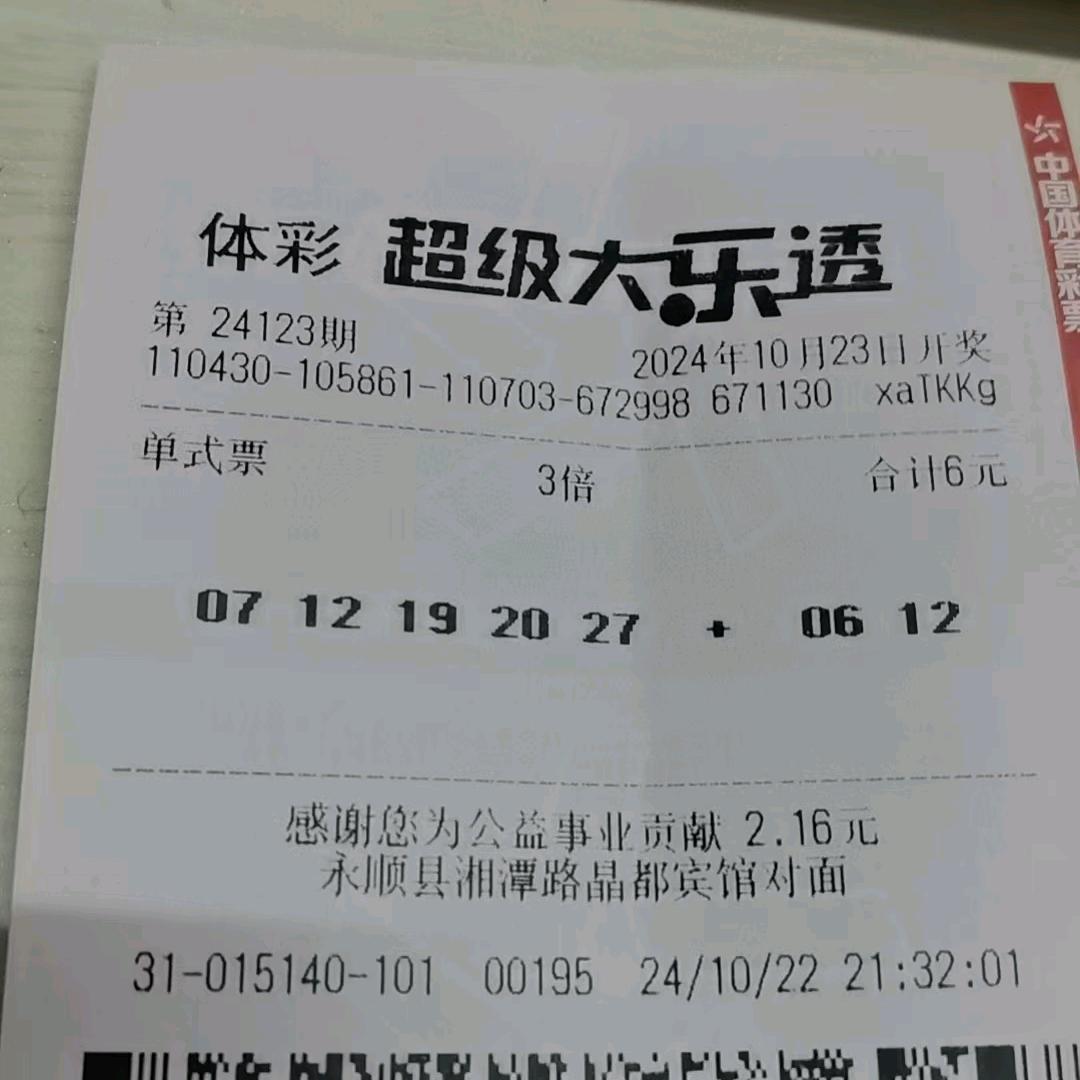 体彩 超级大乐透
第 24123期
2024年10月23日开奖
110430-105861-110703-672998 671130 xaTKKg
单式票 3倍 合计6元
07 12 19 20 27 + 06 12
感谢您为公益事业贡献 2.16元
永顺县湘潭路晶都宾馆对面
31-015140-101 00195 24/10/22 21:32:01
中国体育彩票